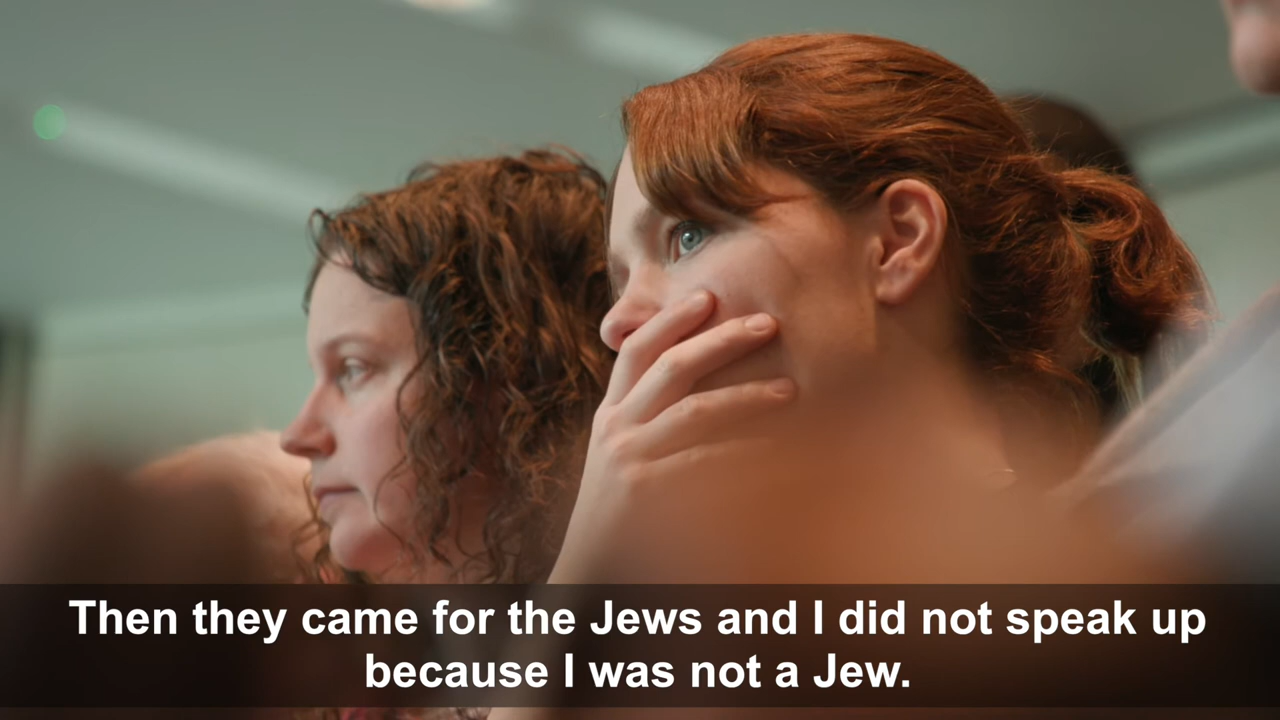 Then they came for the Jews and I did not speak up
because I was not a Jew.